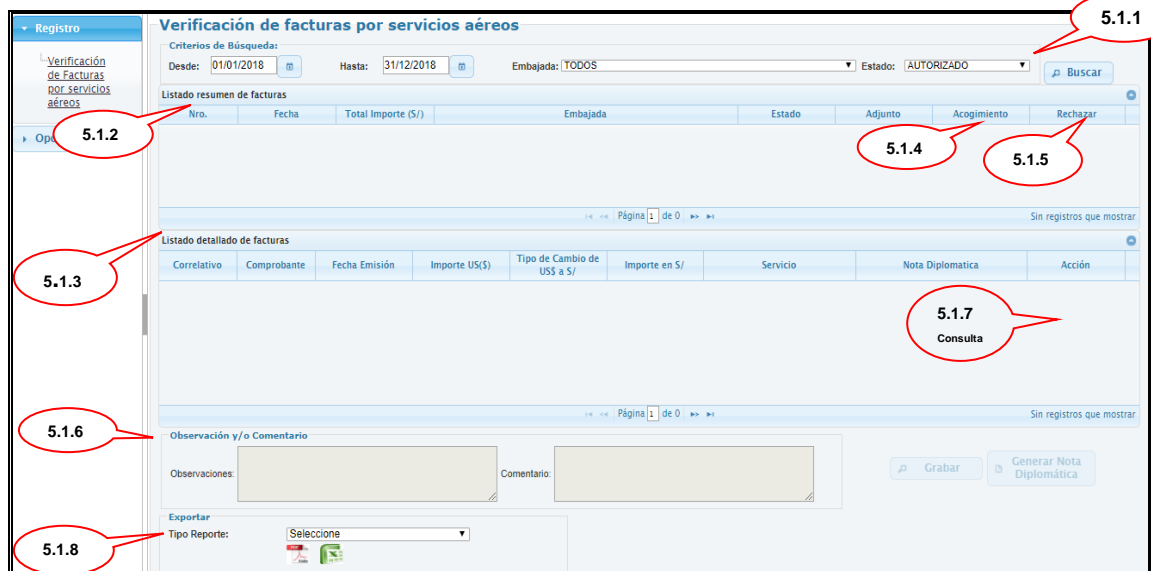 5.1.1
Registro
Verificación de Facturas por servicios aéreos
Opo
Verificación de facturas por servicios aéreos
Criterios de Búsqueda:
Desde: 01/01/2018 Hasta: 31/12/2018 Embajada: TODOS Estado: AUTORIZADO Buscar
Listado resumen de facturas
Nro. Fecha Total Importe (S/) Embajada Estado Adjunto Acogimiento Rechazar
5.1.2
5.1.4
5.1.5
Página 1 de 0 Sin registros que mostrar
Listado detallado de facturas
Correlativo Comprobante Fecha Emisión Importe US($) Tipo de Cambio de US$ a S/ Importe en S/ Servicio Nota Diplomatica Acción
5.1.3
5.1.7
Consulta
Página 1 de 0 Sin registros que mostrar
5.1.6
Observación y/o Comentario
Observaciones: Comentario:
Grabar Generar Nota Diplomática
Exportar
Tipo Reporte: Seleccione
5.1.8